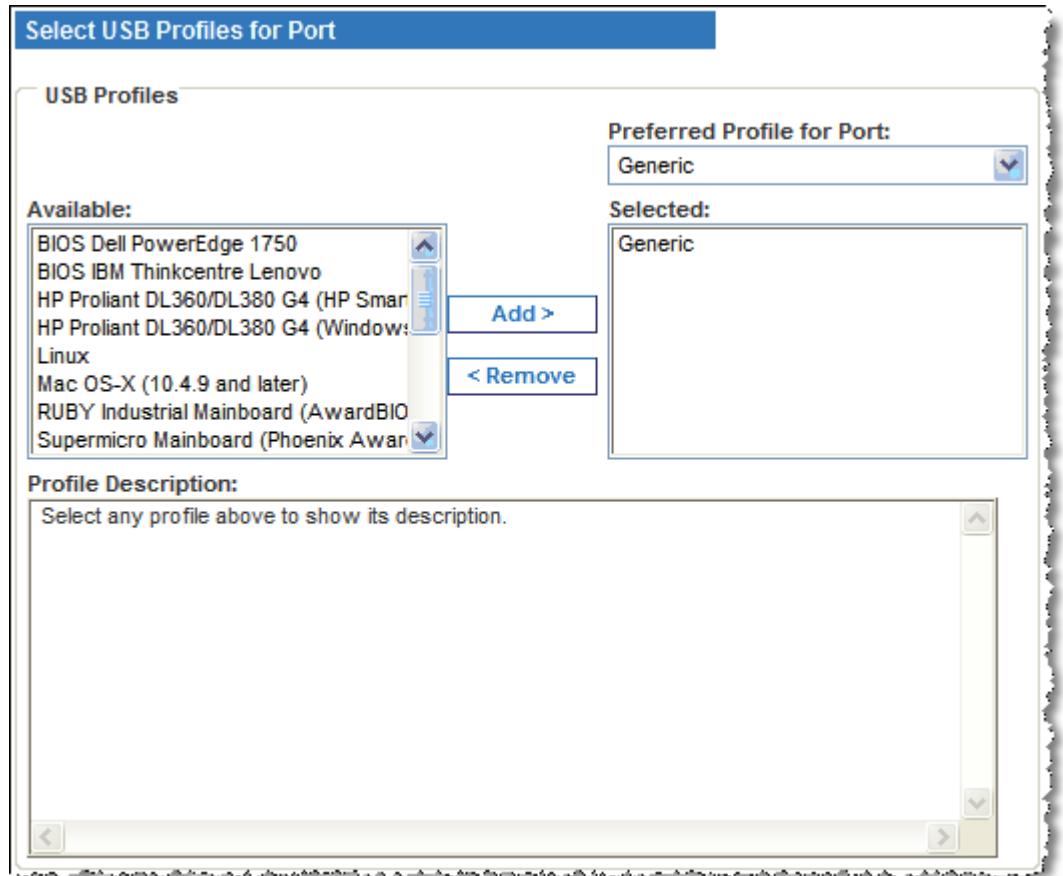 Select USB Profiles for Port
USB Profiles
Preferred Profile for Port:
Generic
Available:
BIOS Dell PowerEdge 1750
BIOS IBM Thinkcentre Lenovo
HP Proliant DL360/DL380 G4 (HP Smar
HP Proliant DL360/DL380 G4 (Windows
Linux
Mac OS-X (10.4.9 and later)
RUBY Industrial Mainboard (AwardBIO
Supermicro Mainboard (Phoenix Awar
Add >
< Remove
Selected:
Generic
Profile Description:
Select any profile above to show its description.